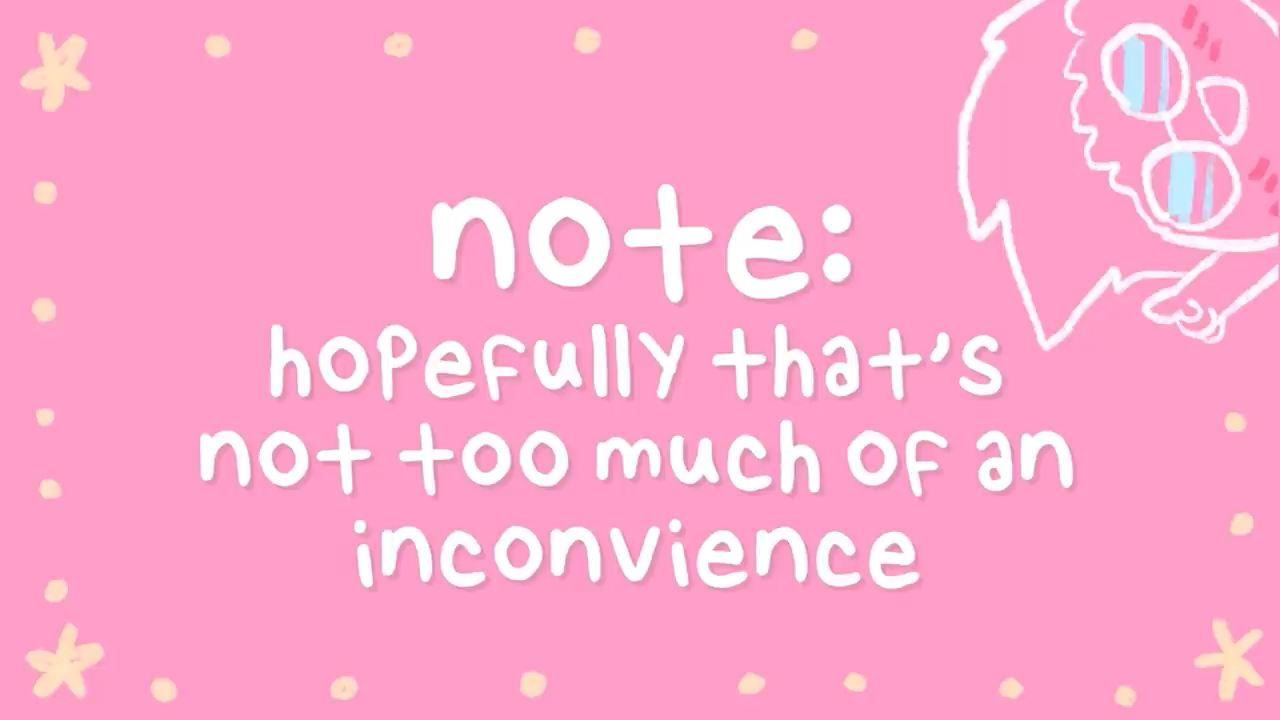 note:
hopefully that's
not too much of an
inconvience